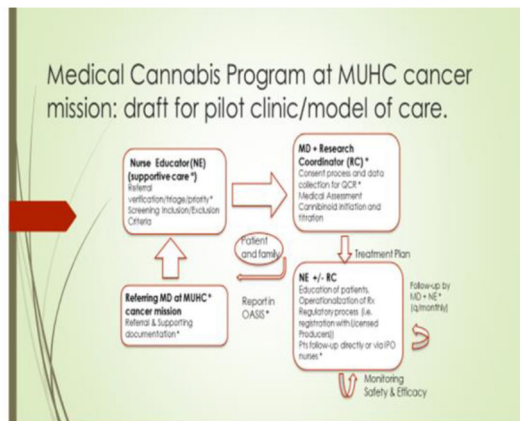 Medical Cannabis Program at MUHC cancer
mission: draft for pilot clinic/model of care.
Nurse Educator(NE)
(supportive care*)
Referral
verification/triage/priority*
Screening Inclusion/Exclusion
Criteria
MD + Research
Coordinator (RC) *
Consent process and data
collection for QCR *
Medical Assessment
Cannibinoid initiation and
titration
Patient
and family
Treatment Plan
Referring MD at MUHC*
cancer mission
Referral & Supporting
documentation*
Report in
OASIS *
NE +/- RC
Education of patients.
Operationalization of Rx
Regulatory process (i.e.
registration with(Licensed
Producers))
Pts follow-up directly or via IPO
nurses*
Follow-up by
MD + NE*
(q/monthly)
Monitoring
Safety & Efficacy